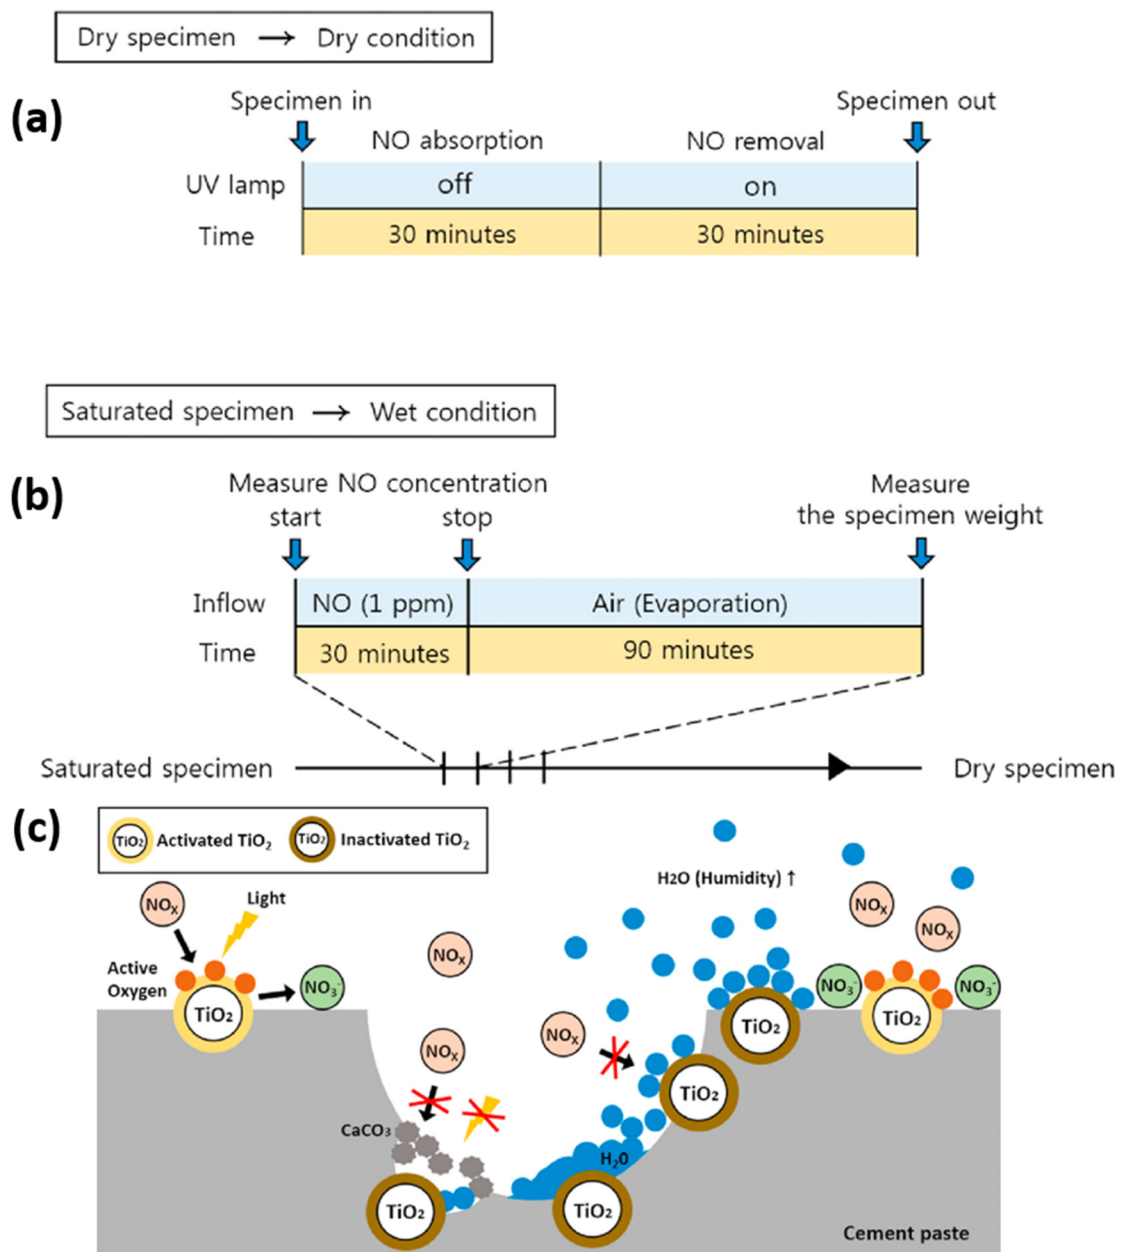 Dry specimen → Dry condition
(a)
Specimen in
Specimen out
NO absorption
NO removal
UV lamp
off
on
Time
30 minutes
30 minutes
Saturated specimen → Wet condition
(b)
Measure NO concentration
start
stop
Measure
the specimen weight
Inflow
NO (1 ppm)
Air (Evaporation)
Time
30 minutes
90 minutes
Saturated specimen
Dry specimen
(c)
TiO₂ Activated TiO₂
TiO₂ Inactivated TiO₂
H2O (Humidity) ↑
NOₓ
Light
NOₓ
NOₓ
NOₓ
Active
Oxygen
NO₃⁻
NO₃⁻
NO₃⁻
TiO₂
TiO₂
TiO₂
NOₓ
NOₓ
TiO₂
CaCO₃
H₂0
TiO₂
TiO₂
Cement paste